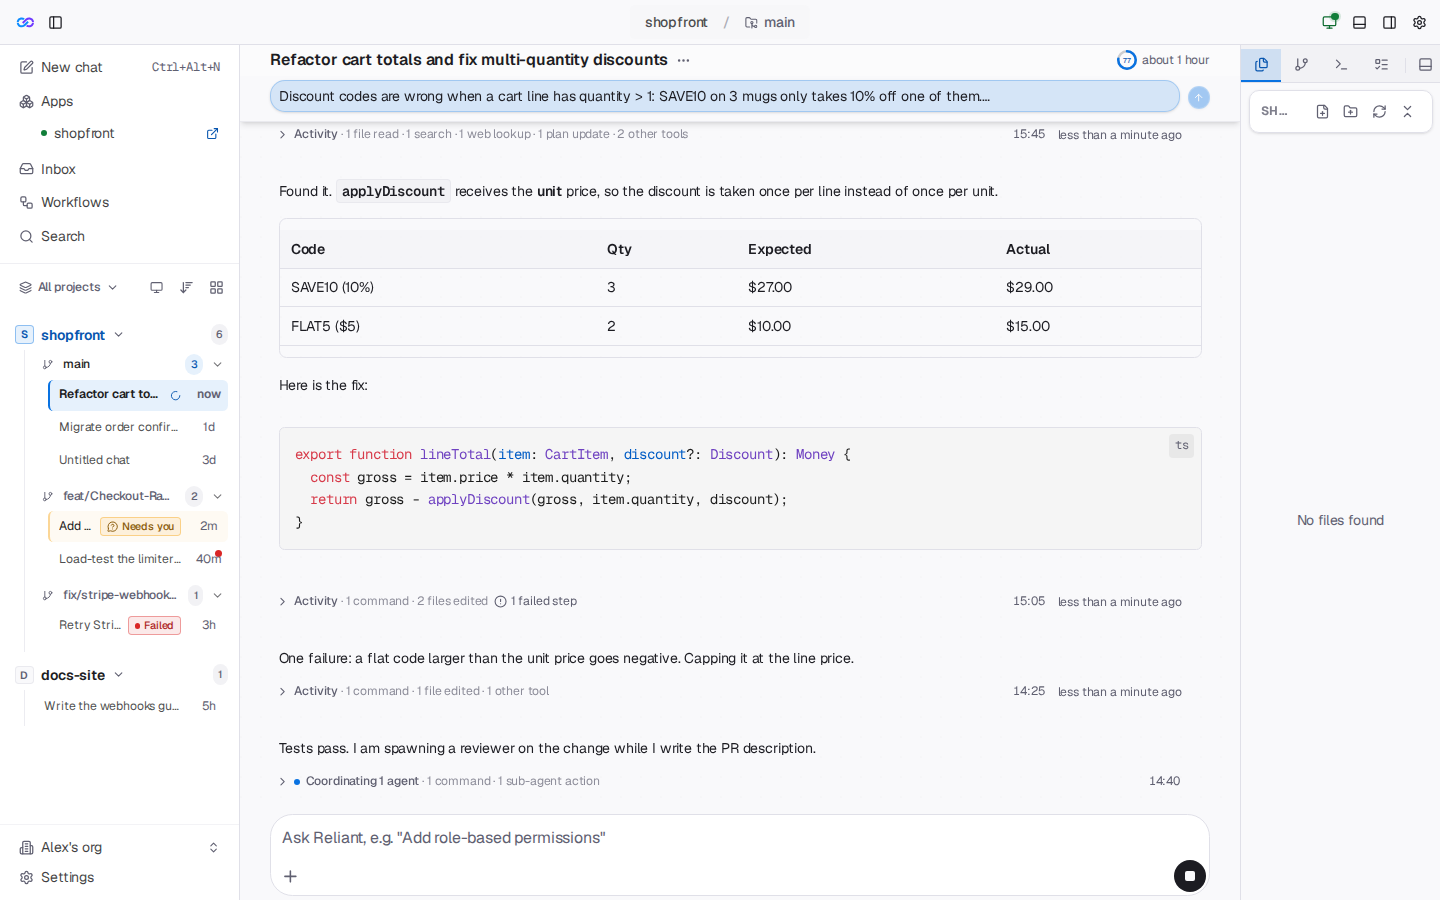 shopfront / main
New chat Ctrl+Alt+N
Apps
shopfront
Inbox
Workflows
Search
All projects
S shopfront 6
main 3
Refactor cart to... now
Migrate order confir... 1d
Untitled chat 3d
feat/Checkout-Ra... 2
Add ... Needs you 2m
Load-test the limiter... 40m
fix/stripe-webhook... 1
Retry Stri... Failed 3h
D docs-site 1
Write the webhooks gu... 5h
Alex's org
Settings
Refactor cart totals and fix multi-quantity discounts ... 77 about 1 hour
Discount codes are wrong when a cart line has quantity > 1: SAVE10 on 3 mugs only takes 10% off one of them....
Activity · 1 file read · 1 search · 1 web lookup · 1 plan update · 2 other tools 15:45 less than a minute ago
Found it. applyDiscount receives the unit price, so the discount is taken once per line instead of once per unit.
Code Qty Expected Actual
SAVE10 (10%) 3 $27.00 $29.00
FLAT5 ($5) 2 $10.00 $15.00
Here is the fix:
ts
export function lineTotal(item: CartItem, discount?: Discount): Money {
const gross = item.price * item.quantity;
return gross - applyDiscount(gross, item.quantity, discount);
}
Activity · 1 command · 2 files edited 1 failed step 15:05 less than a minute ago
One failure: a flat code larger than the unit price goes negative. Capping it at the line price.
Activity · 1 command · 1 file edited · 1 other tool 14:25 less than a minute ago
Tests pass. I am spawning a reviewer on the change while I write the PR description.
Coordinating 1 agent · 1 command · 1 sub-agent action 14:40
Ask Reliant, e.g. "Add role-based permissions"
SH...
No files found